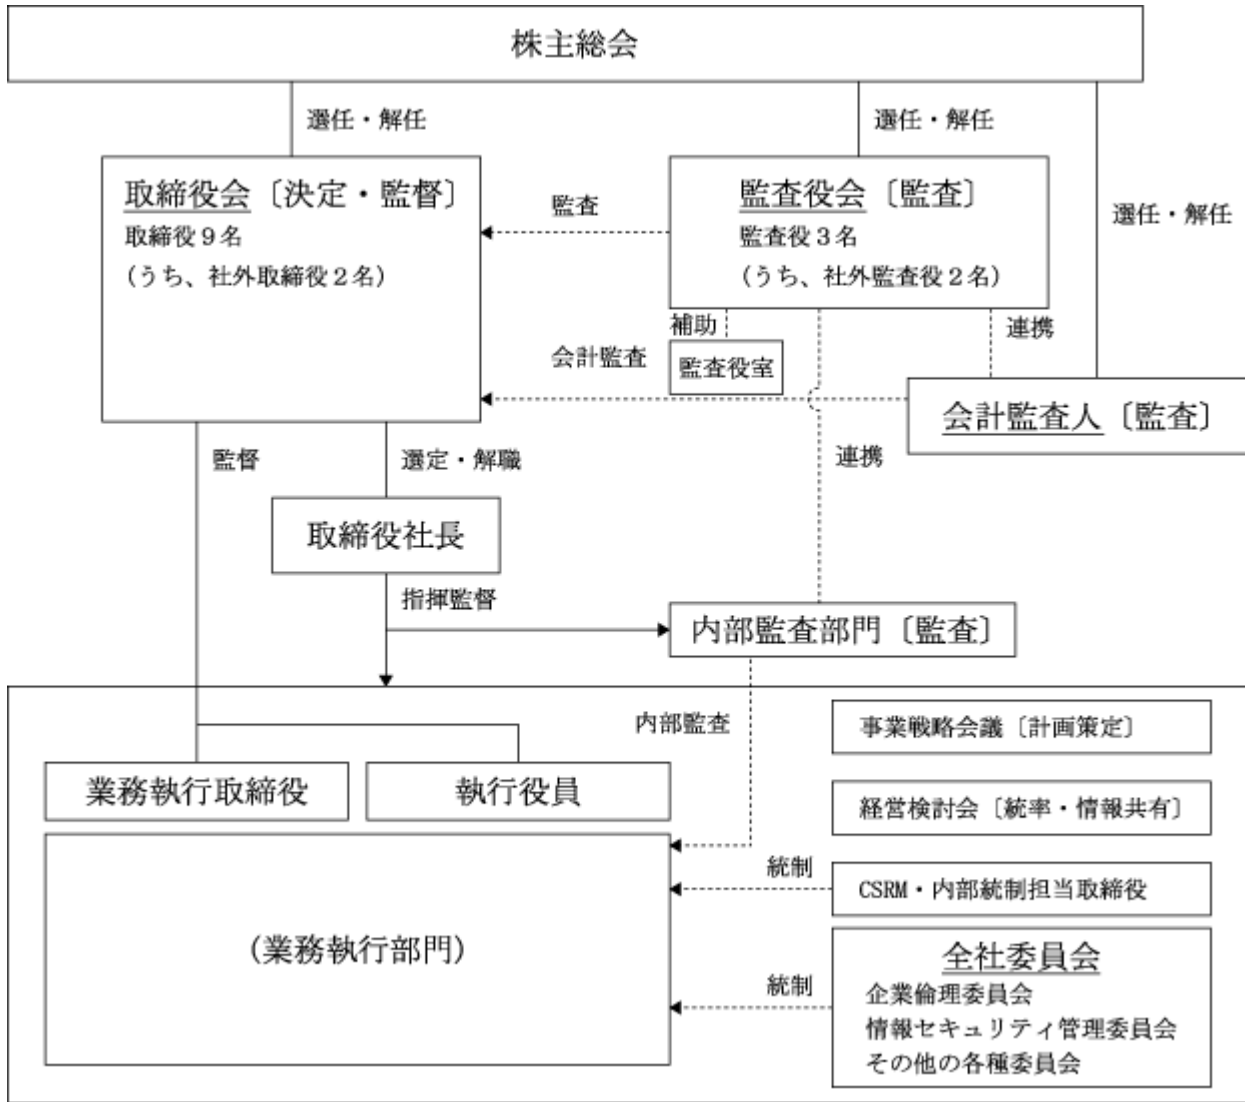 株主総会
選任・解任
選任・解任
選任・解任
取締役会〔決定・監督〕
取締役９名
(うち、社外取締役２名)
監査
監査役会〔監査〕
監査役３名
(うち、社外監査役２名)
補助
監査役室
連携
会計監査
会計監査人〔監査〕
連携
監督
選定・解職
取締役社長
指揮監督
内部監査部門〔監査〕
内部監査
業務執行取締役
執行役員
(業務執行部門)
事業戦略会議〔計画策定〕
経営検討会〔統率・情報共有〕
統制
CSRM・内部統制担当取締役
統制
全社委員会
企業倫理委員会
情報セキュリティ管理委員会
その他の各種委員会